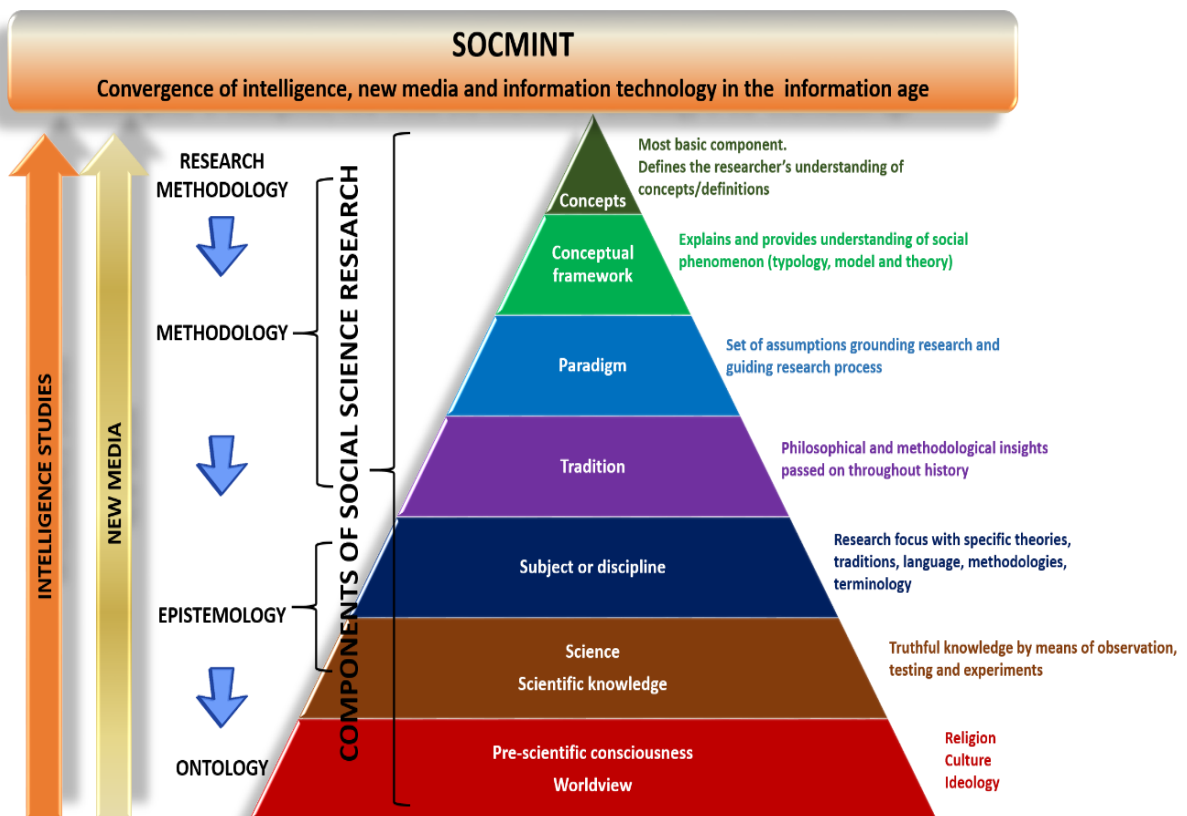 SOCMINT
Convergence of intelligence, new media and information technology in the information age
INTELLIGENCE STUDIES
NEW MEDIA
RESEARCH
METHODOLOGY
METHODOLOGY
EPISTEMOLOGY
ONTOLOGY
COMPONENTS OF SOCIAL SCIENCE RESEARCH
Concepts
Most basic component.
Defines the researcher's understanding of
concepts/definitions
Conceptual
framework
Explains and provides understanding of social
phenomenon (typology, model and theory)
Paradigm
Set of assumptions grounding research and
guiding research process
Tradition
Philosophical and methodological insights
passed on throughout history
Subject or discipline
Research focus with specific theories,
traditions, language, methodologies,
terminology
Science
Scientific knowledge
Truthful knowledge by means of observation,
testing and experiments
Pre-scientific consciousness
Worldview
Religion
Culture
Ideology